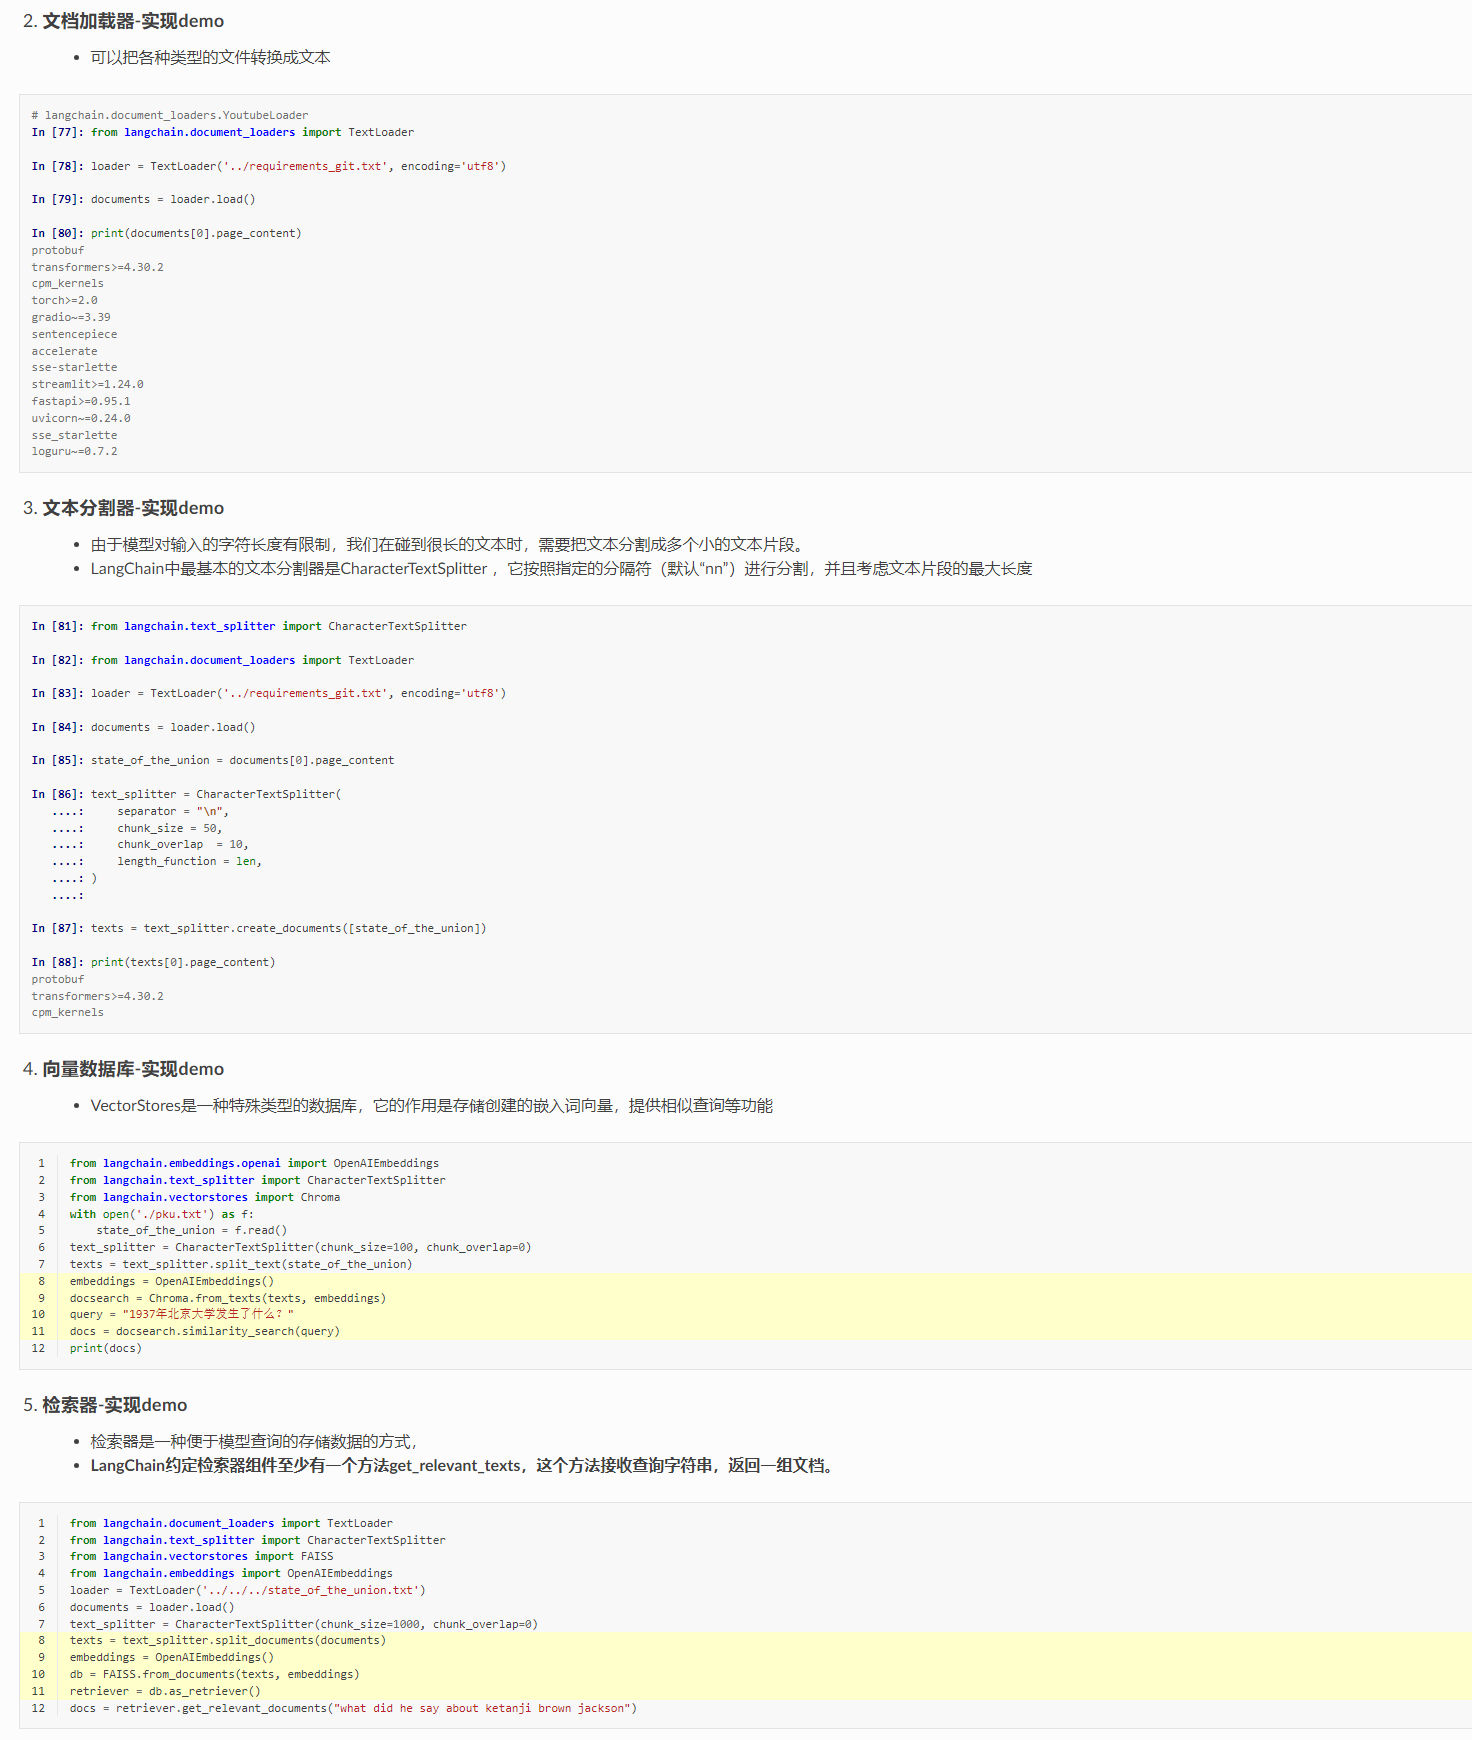 2. 文档加载器-实现demo
• 可以把各种类型的文件转换成文本
# langchain.document_loaders.YoutubeLoader
In [77]: from langchain.document_loaders import TextLoader
In [78]: loader = TextLoader('../requirements_git.txt', encoding='utf8')
In [79]: documents = loader.load()
In [80]: print(documents[0].page_content)
protobuf
transformers>=4.30.2
cpm_kernels
torch>=2.0
gradio~=3.39
sentencepiece
accelerate
sse-starlette
streamlit>=1.24.0
fastapi>=0.95.1
uvicorn~=0.24.0
sse_starlette
loguru~=0.7.2
3. 文本分割器-实现demo
• 由于模型对输入的字符长度有限制，我们在碰到很长的文本时，需要把文本分割成多个小的文本片段。
• LangChain中最基本的文本分割器是CharacterTextSplitter ，它按照指定的分隔符（默认“nn”）进行分割，并且考虑文本片段的最大长度
In [81]: from langchain.text_splitter import CharacterTextSplitter
In [82]: from langchain.document_loaders import TextLoader
In [83]: loader = TextLoader('../requirements_git.txt', encoding='utf8')
In [84]: documents = loader.load()
In [85]: state_of_the_union = documents[0].page_content
In [86]: text_splitter = CharacterTextSplitter(
....:     separator = "\n",
....:     chunk_size = 50,
....:     chunk_overlap  = 10,
....:     length_function = len,
....: )
....:
In [87]: texts = text_splitter.create_documents([state_of_the_union])
In [88]: print(texts[0].page_content)
protobuf
transformers>=4.30.2
cpm_kernels
4. 向量数据库-实现demo
• VectorStores是一种特殊类型的数据库，它的作用是存储创建的嵌入词向量，提供相似查询等功能
1 from langchain.embeddings.openai import OpenAIEmbeddings
2 from langchain.text_splitter import CharacterTextSplitter
3 from langchain.vectorstores import Chroma
4 with open('./pku.txt') as f:
5     state_of_the_union = f.read()
6 text_splitter = CharacterTextSplitter(chunk_size=100, chunk_overlap=0)
7 texts = text_splitter.split_text(state_of_the_union)
8 embeddings = OpenAIEmbeddings()
9 docsearch = Chroma.from_texts(texts, embeddings)
10 query = "1937年北京大学发生了什么？"
11 docs = docsearch.similarity_search(query)
12 print(docs)
5. 检索器-实现demo
• 检索器是一种便于模型查询的存储数据的方式，
• LangChain约定检索器组件至少有一个方法get_relevant_texts，这个方法接收查询字符串，返回一组文档。
1 from langchain.document_loaders import TextLoader
2 from langchain.text_splitter import CharacterTextSplitter
3 from langchain.vectorstores import FAISS
4 from langchain.embeddings import OpenAIEmbeddings
5 loader = TextLoader('../../../state_of_the_union.txt')
6 documents = loader.load()
7 text_splitter = CharacterTextSplitter(chunk_size=1000, chunk_overlap=0)
8 texts = text_splitter.split_documents(documents)
9 embeddings = OpenAIEmbeddings()
10 db = FAISS.from_documents(texts, embeddings)
11 retriever = db.as_retriever()
12 docs = retriever.get_relevant_documents("what did he say about ketanji brown jackson")